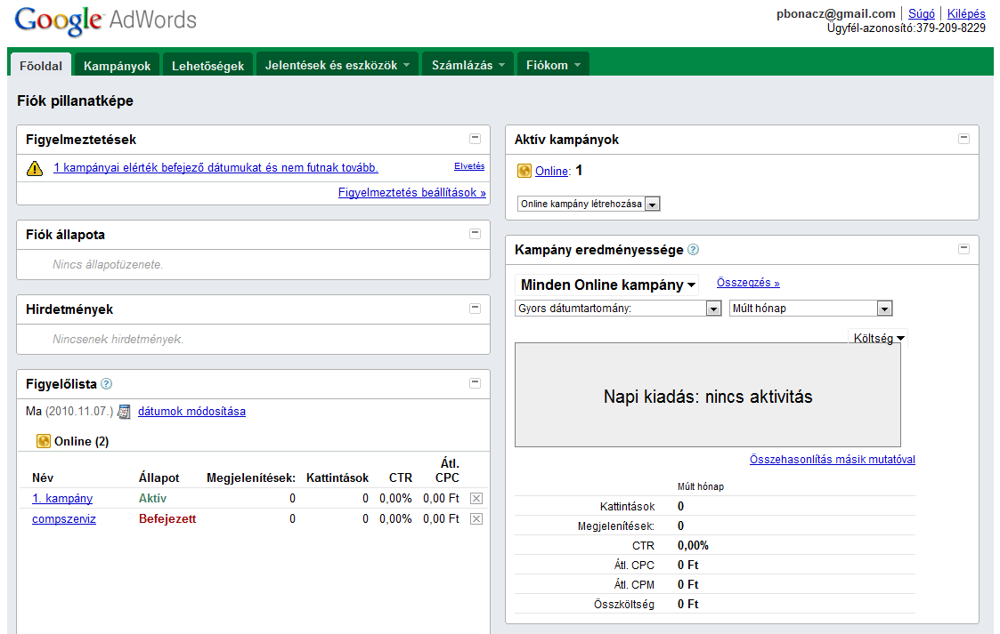 Google AdWords
pbonacz@gmail.com | Súgó | Kilépés
Ügyfél-azonosító:379-209-8229
Főoldal Kampányok Lehetőségek Jelentések és eszközök Számlázás Fiókom
Fiók pillanatképe
Figyelmeztetések
1 kampányai elérték befejező dátumukat és nem futnak tovább. Elvetés
Figyelmeztetés beállítások »
Fiók állapota
Nincs állapotüzenete.
Hirdetmények
Nincsenek hirdetmények.
Figyelőlista ?
Ma (2010.11.07.) dátumok módosítása
Online (2)
Név Állapot Megjelenítések: Kattintások CTR Átl. CPC
1. kampány Aktív 0 0 0,00% 0,00 Ft
compszerviz Befejezett 0 0 0,00% 0,00 Ft
Aktív kampányok
Online: 1
Online kampány létrehozása
Kampány eredményessége ?
Minden Online kampány Összegzés »
Gyors dátumtartomány: Múlt hónap
Költség
Napi kiadás: nincs aktivitás
Összehasonlítás másik mutatóval
Múlt hónap
Kattintások 0
Megjelenítések: 0
CTR 0,00%
Átl. CPC 0 Ft
Átl. CPM 0 Ft
Összköltség 0 Ft